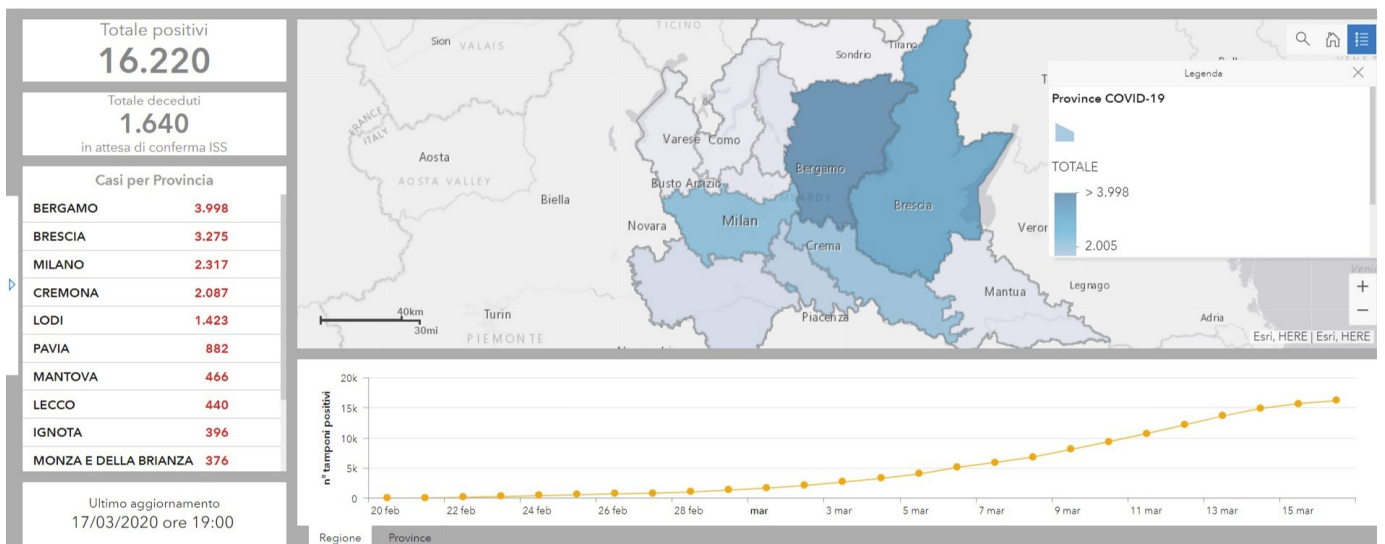 Totale positivi
16.220
Totale deceduti
1.640
in attesa di conferma ISS
Casi per Provincia
BERGAMO 3.998
BRESCIA 3.275
MILANO 2.317
CREMONA 2.087
LODI 1.423
PAVIA 882
MANTOVA 466
LECCO 440
IGNOTA 396
MONZA E DELLA BRIANZA 376
Ultimo aggiornamento
17/03/2020 ore 19:00
TICINO
Sion VALAIS
Sondrio
Tirano
FRANCE
ITALY
Aosta
AOSTA VALLEY
Varese Como
Bergamo
Busto Arsizio
Biella
Brescia
Novara
Milan
Crema
Mantua
Legnago
Turin
Piacenza
PIEMONTE
Adria
40km
30mi
Legenda
Province COVID-19
TOTALE
> 3.998
2.005
+
−
Esri, HERE | Esri, HERE
n° tamponi positivi
20k
15k
10k
5k
0
20 feb 22 feb 24 feb 26 feb 28 feb mar 3 mar 5 mar 7 mar 9 mar 11 mar 13 mar 15 mar
Regione Province